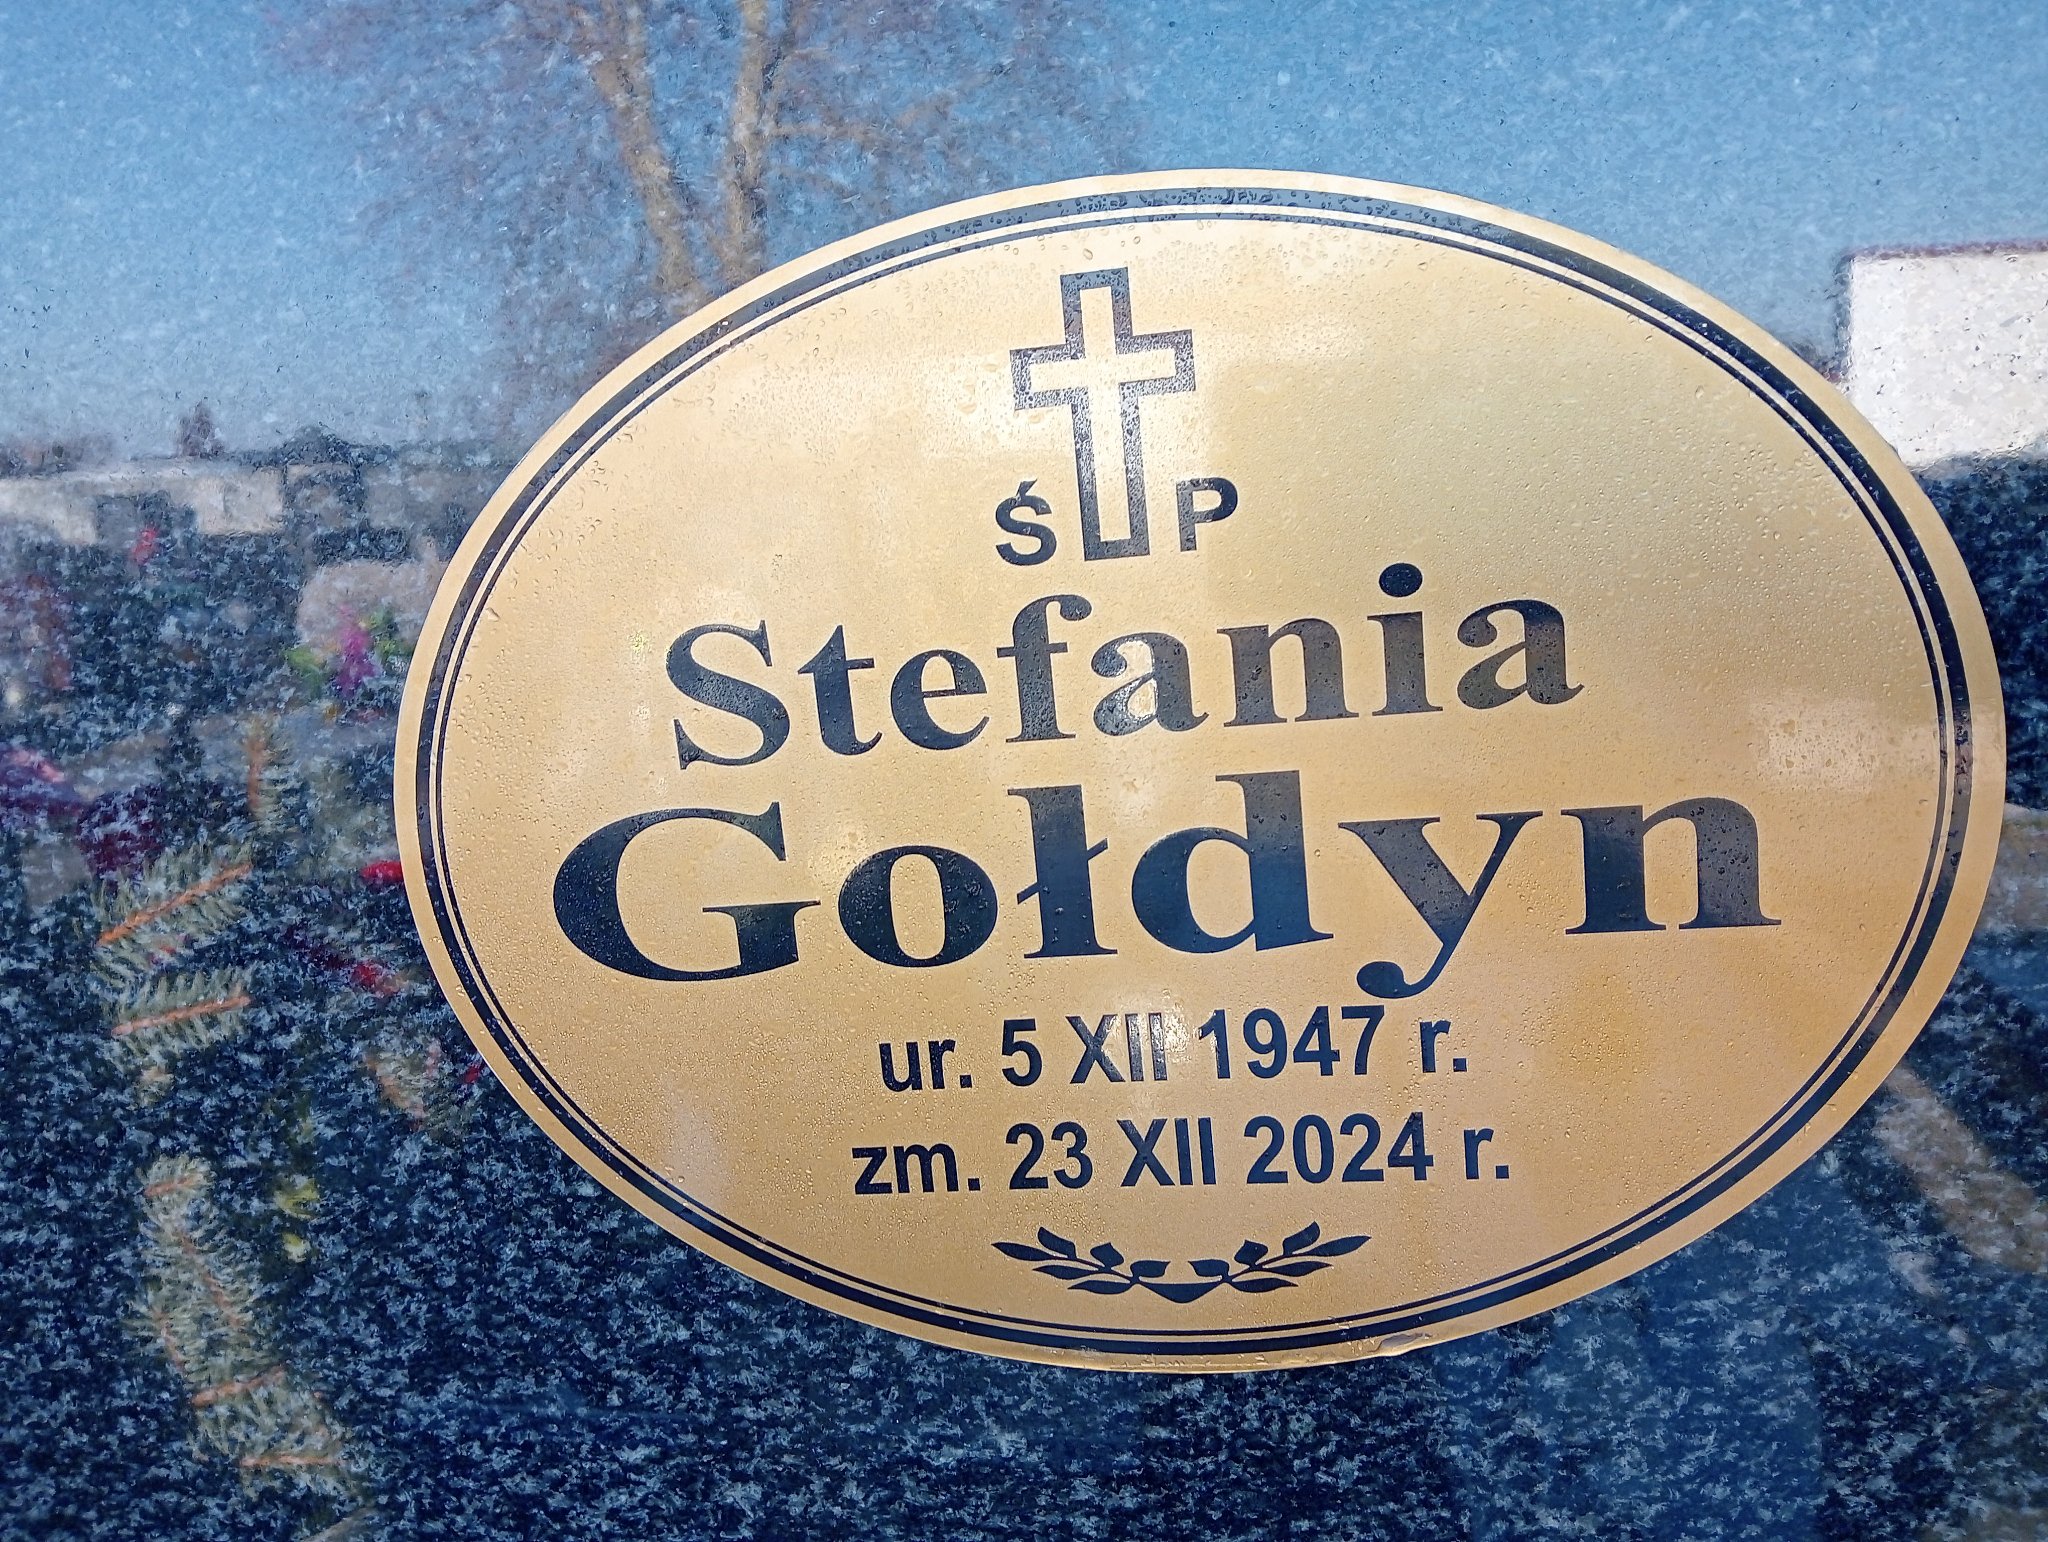 Ś P
Stefania
Gołdyn
ur. 5 XII 1947 r.
zm. 23 XII 2024 r.